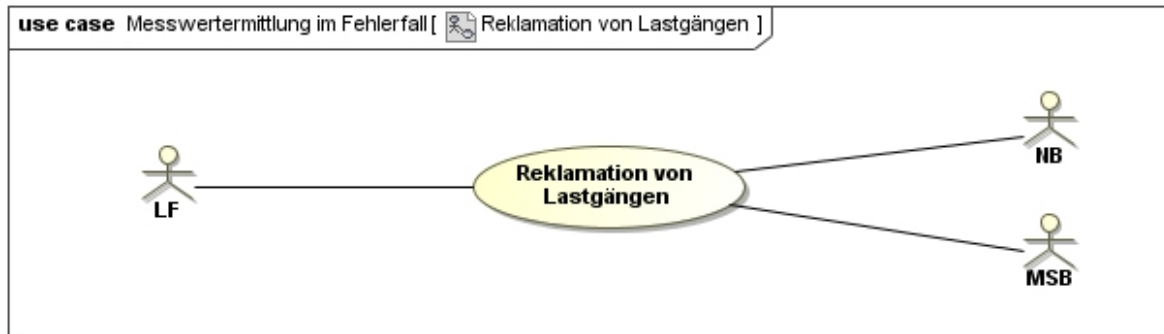 use case Messwertermittlung im Fehlerfall [ Reklamation von Lastgängen ]
NB
Reklamation von
Lastgängen
LF
MSB